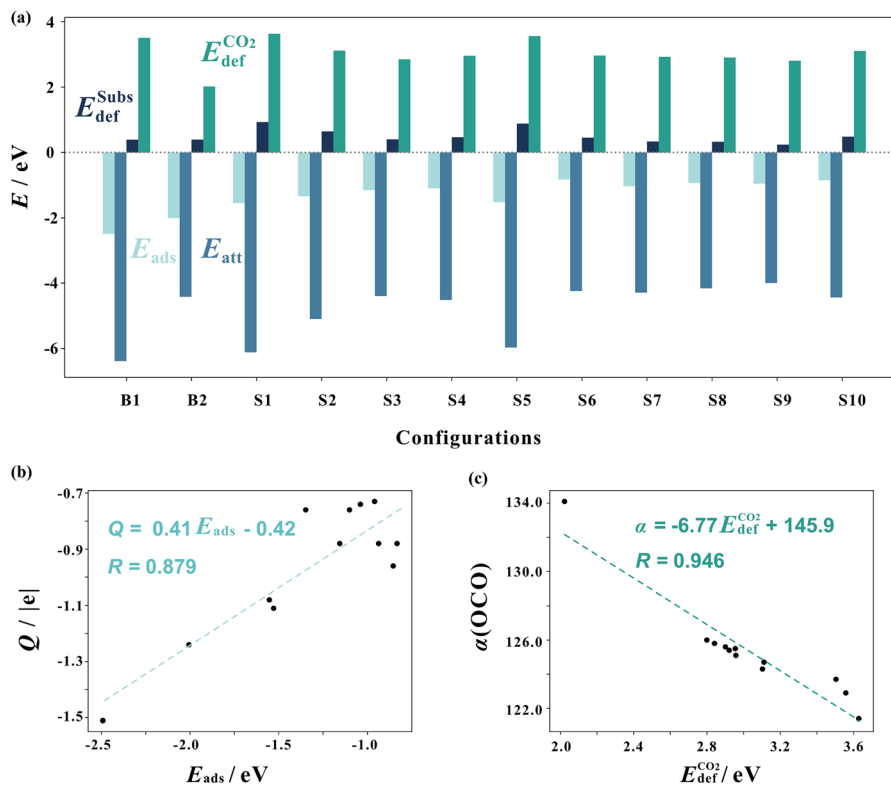 (a)
4
2
0
-2
-4
-6
E / eV
E_def^CO₂
E_def^Subs
E_ads
E_att
B1 B2 S1 S2 S3 S4 S5 S6 S7 S8 S9 S10
Configurations
(b)
-0.7
-0.9
-1.1
-1.3
-1.5
Q / |e|
Q = 0.41 E_ads - 0.42
R = 0.879
-2.5 -2.0 -1.5 -1.0
E_ads / eV
(c)
134.0
130.0
126.0
122.0
α(OCO)
α = -6.77 E_def^CO₂ + 145.9
R = 0.946
2.0 2.4 2.8 3.2 3.6
E_def^CO₂ / eV